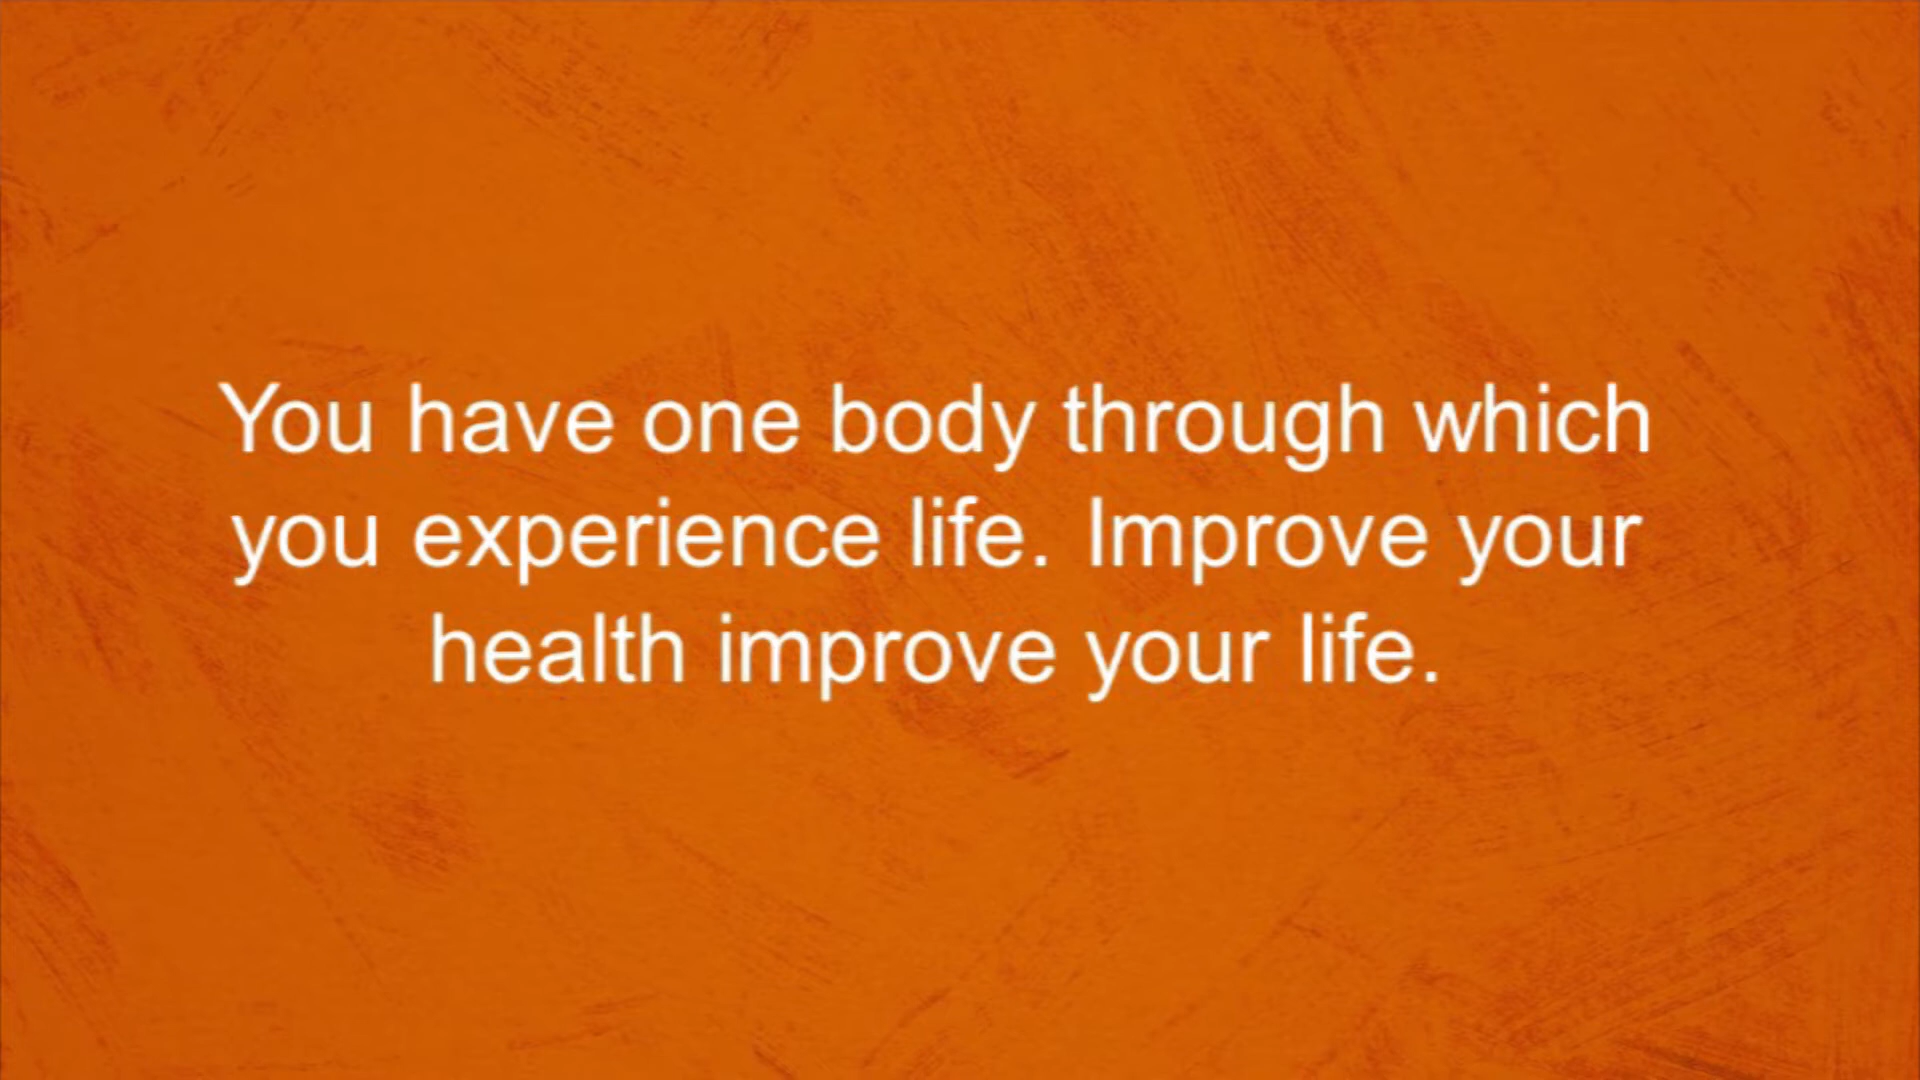 You have one body through which
you experience life. Improve your
health improve your life.